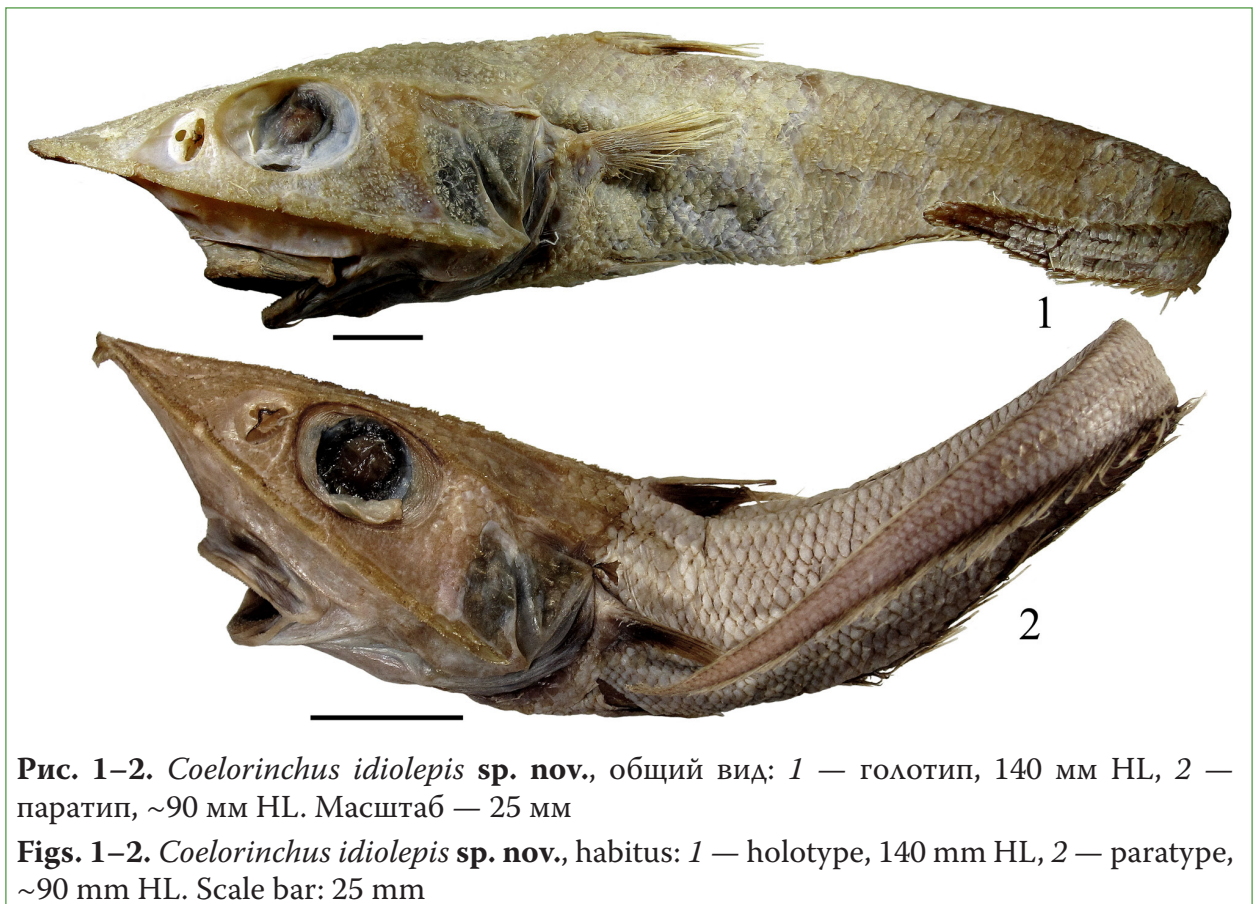 1
2
Рис. 1–2. Coelorinchus idiolepis sp. nov., общий вид: 1 — голотип, 140 мм HL, 2 —
паратип, ~90 мм HL. Масштаб — 25 мм
Figs. 1–2. Coelorinchus idiolepis sp. nov., habitus: 1 — holotype, 140 mm HL, 2 — paratype,
~90 mm HL. Scale bar: 25 mm